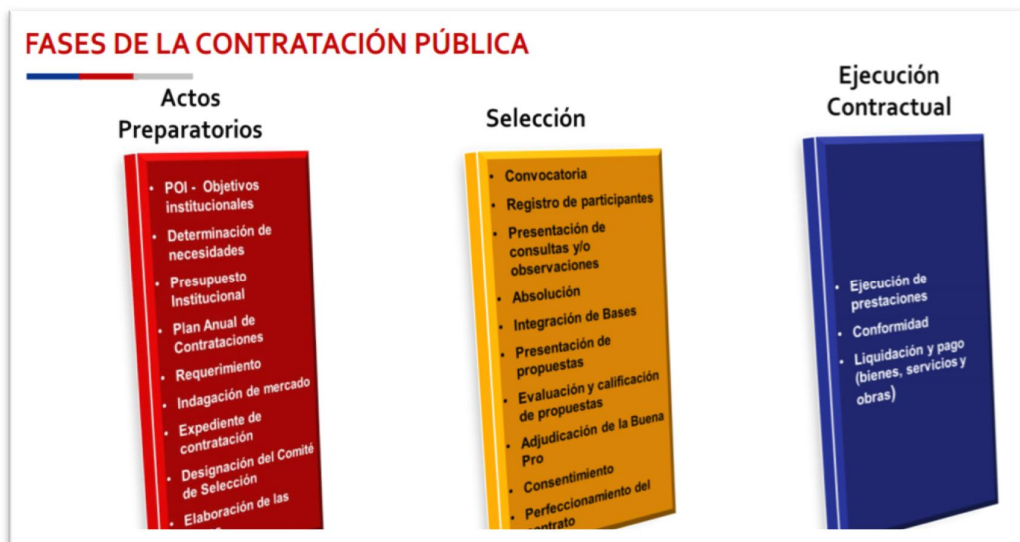 FASES DE LA CONTRATACIÓN PÚBLICA
Actos
Preparatorios
• POI - Objetivos
institucionales
• Determinación de
necesidades
• Presupuesto
Institucional
• Plan Anual de
Contrataciones
• Requerimiento
• Indagación de mercado
• Expediente de
contratación
• Designación del Comité
de Selección
• Elaboración de las
Selección
• Convocatoria
• Registro de participantes
• Presentación de
consultas y/o
observaciones
• Absolución
• Integración de Bases
• Presentación de
propuestas
• Evaluación y calificación
de propuestas
• Adjudicación de la Buena
Pro
• Consentimiento
• Perfeccionamiento del
contrato
Ejecución
Contractual
• Ejecución de
prestaciones
• Conformidad
• Liquidación y pago
(bienes, servicios y
obras)